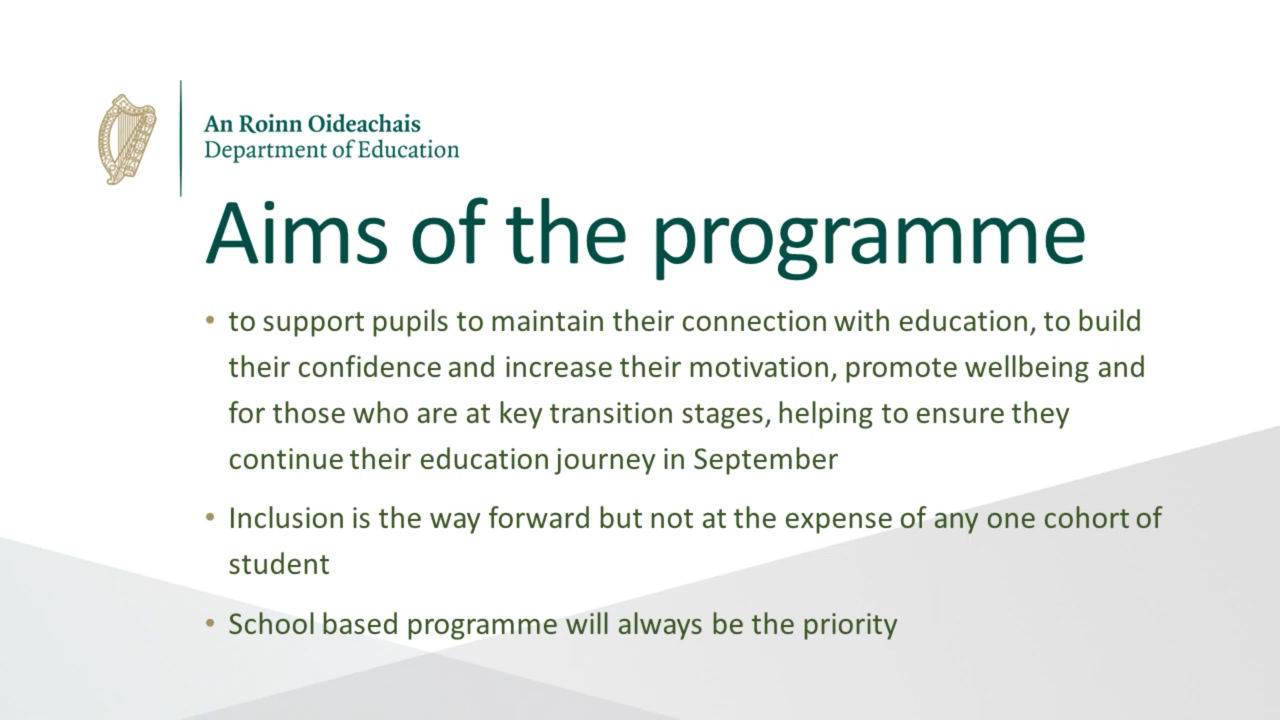 An Roinn Oideachais
Department of Education
Aims of the programme
• to support pupils to maintain their connection with education, to build
their confidence and increase their motivation, promote wellbeing and
for those who are at key transition stages, helping to ensure they
continue their education journey in September
• Inclusion is the way forward but not at the expense of any one cohort of
student
• School based programme will always be the priority